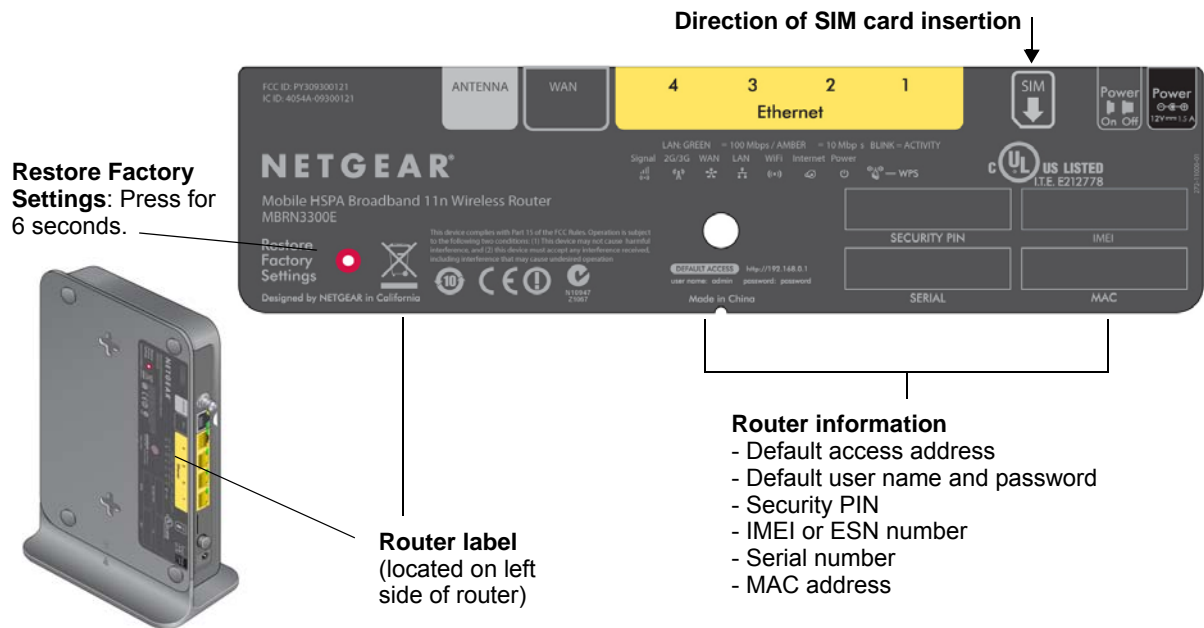 Direction of SIM card insertion
FCC ID: PY309300121
IC ID: 4054A-09300121
ANTENNA
WAN
4 3 2 1
Ethernet
SIM
Power
On Off
Power
12V 1.5 A
LAN: GREEN = 100 Mbps / AMBER = 10 Mbp s BLINK = ACTIVITY
Signal 2G/3G WAN LAN WiFi Internet Power
WPS
C UL US LISTED
I.T.E. E212778
NETGEAR®
Mobile HSPA Broadband 11n Wireless Router
MBRN3300E
Restore Factory
Settings: Press for
6 seconds.
Restore
Factory
Settings
This device complies with Part 15 of the FCC Rules. Operation is subject
to the following two conditions: (1) This device may not cause harmful
interference, and (2) this device must accept any interference received,
including interference that may cause undesired operation
10
CE
N10947
Z1067
DEFAULT ACCESS http://192.168.0.1
user name: admin password: password
SECURITY PIN
IMEI
SERIAL
MAC
Designed by NETGEAR in California
Made in China
Router information
- Default access address
- Default user name and password
- Security PIN
- IMEI or ESN number
- Serial number
- MAC address
Router label
(located on left
side of router)